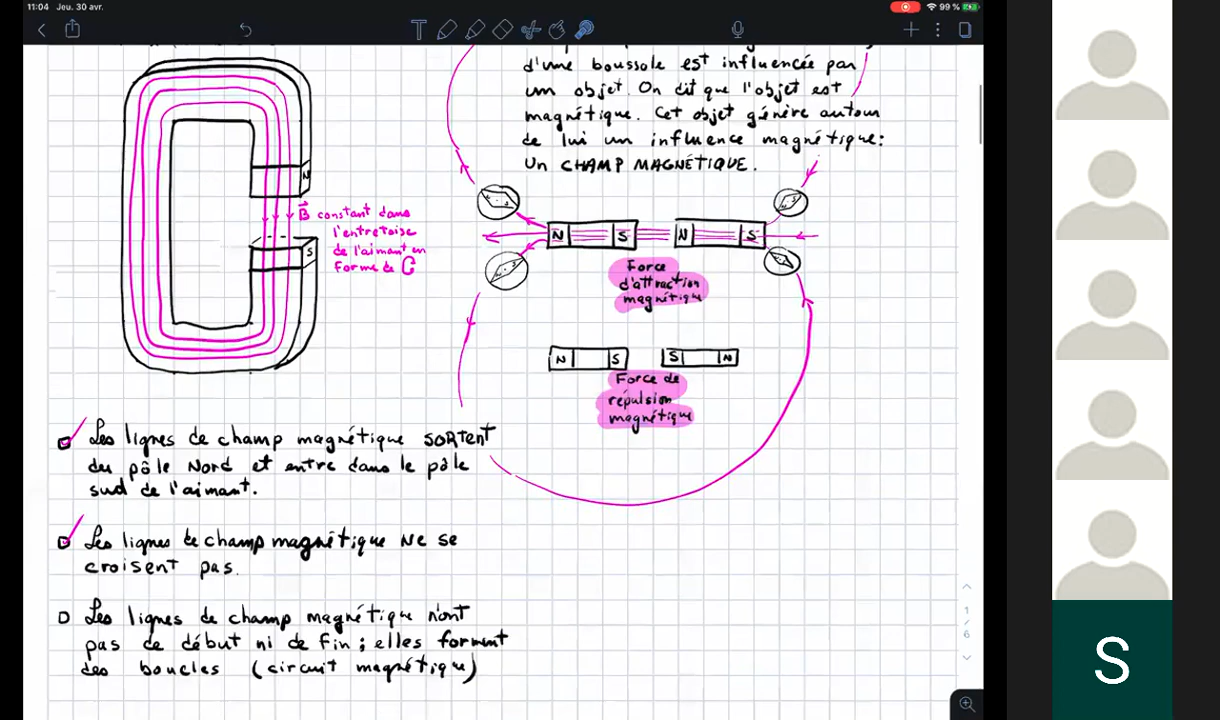 11:04 Jeu. 30 avr.
99 %
d'une boussole est influencée par
un objet. On dit que l'objet est
magnétique. Cet objet génère autour
de lui un influence magnétique:
UN CHAMP MAGNÉTIQUE.
N
S
B constant dans
l'entretoise
de l'aimant en
forme de C
N S N S
Force
d'attraction
magnétique
N S S N
Force de
répulsion
magnétique
Les lignes de champ magnétique SORTENT
du pôle Nord et entre dans le pôle
sud de l'aimant.
Les lignes de champ magnétique Ne se
croisent pas.
Les lignes de champ magnétique n'ont
pas de début ni de fin ; elles forment
des boucles (circuit magnétique)
1
/
6
S